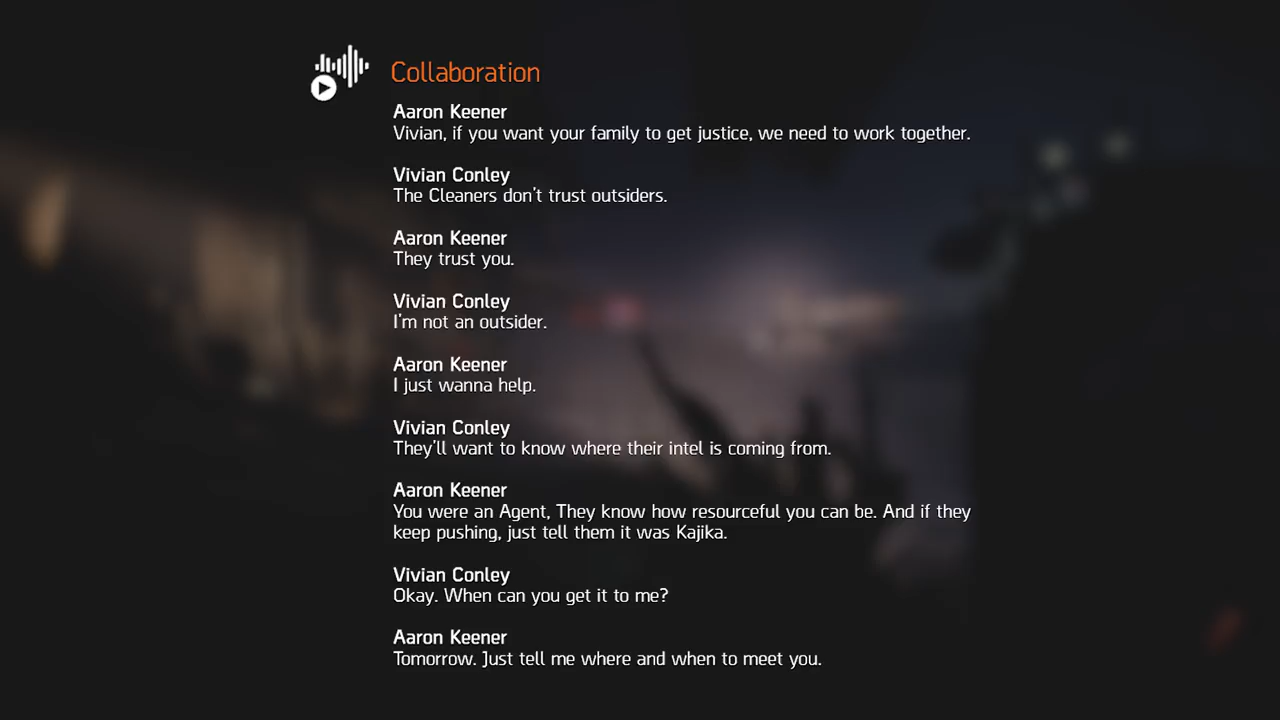 Collaboration
Aaron Keener
Vivian, if you want your family to get justice, we need to work together.
Vivian Conley
The Cleaners don't trust outsiders.
Aaron Keener
They trust you.
Vivian Conley
I'm not an outsider.
Aaron Keener
I just wanna help.
Vivian Conley
They'll want to know where their intel is coming from.
Aaron Keener
You were an Agent, They know how resourceful you can be. And if they
keep pushing, just tell them it was Kajika.
Vivian Conley
Okay. When can you get it to me?
Aaron Keener
Tomorrow. Just tell me where and when to meet you.